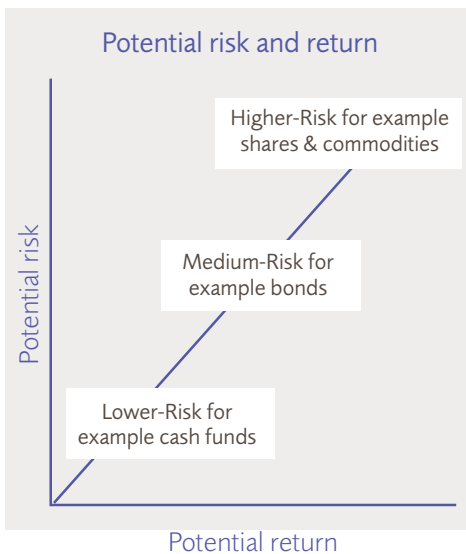 Potential risk and return
Higher-Risk for example
shares & commodities
Medium-Risk for
example bonds
Lower-Risk for
example cash funds
Potential risk
Potential return